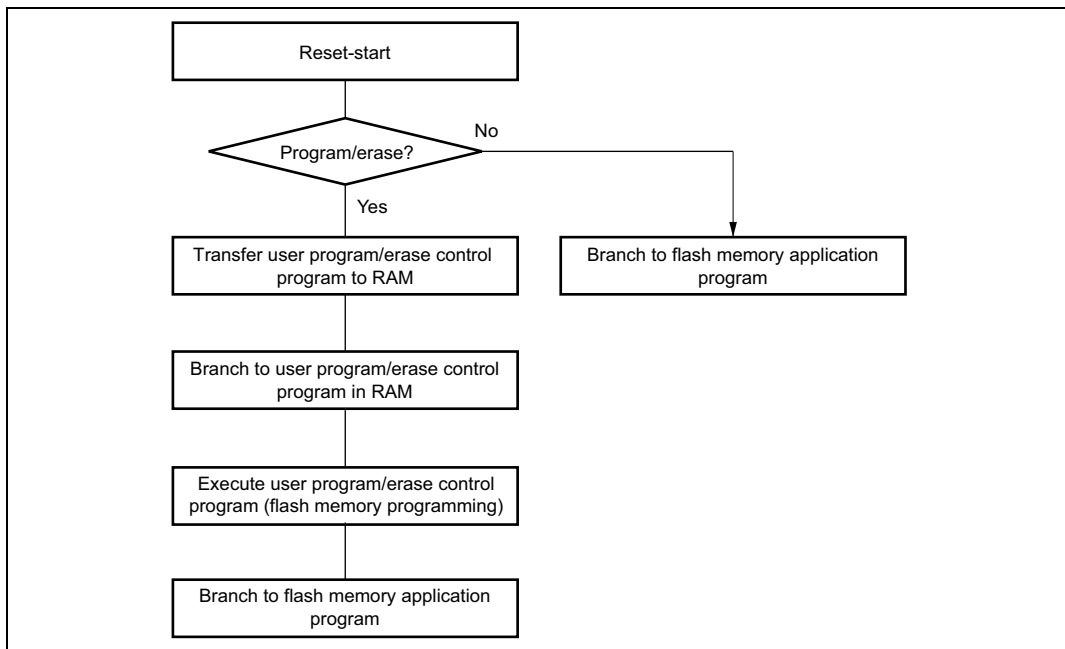 Reset-start
Program/erase?
No
Yes
Transfer user program/erase control
program to RAM
Branch to flash memory application
program
Branch to user program/erase control
program in RAM
Execute user program/erase control
program (flash memory programming)
Branch to flash memory application
program